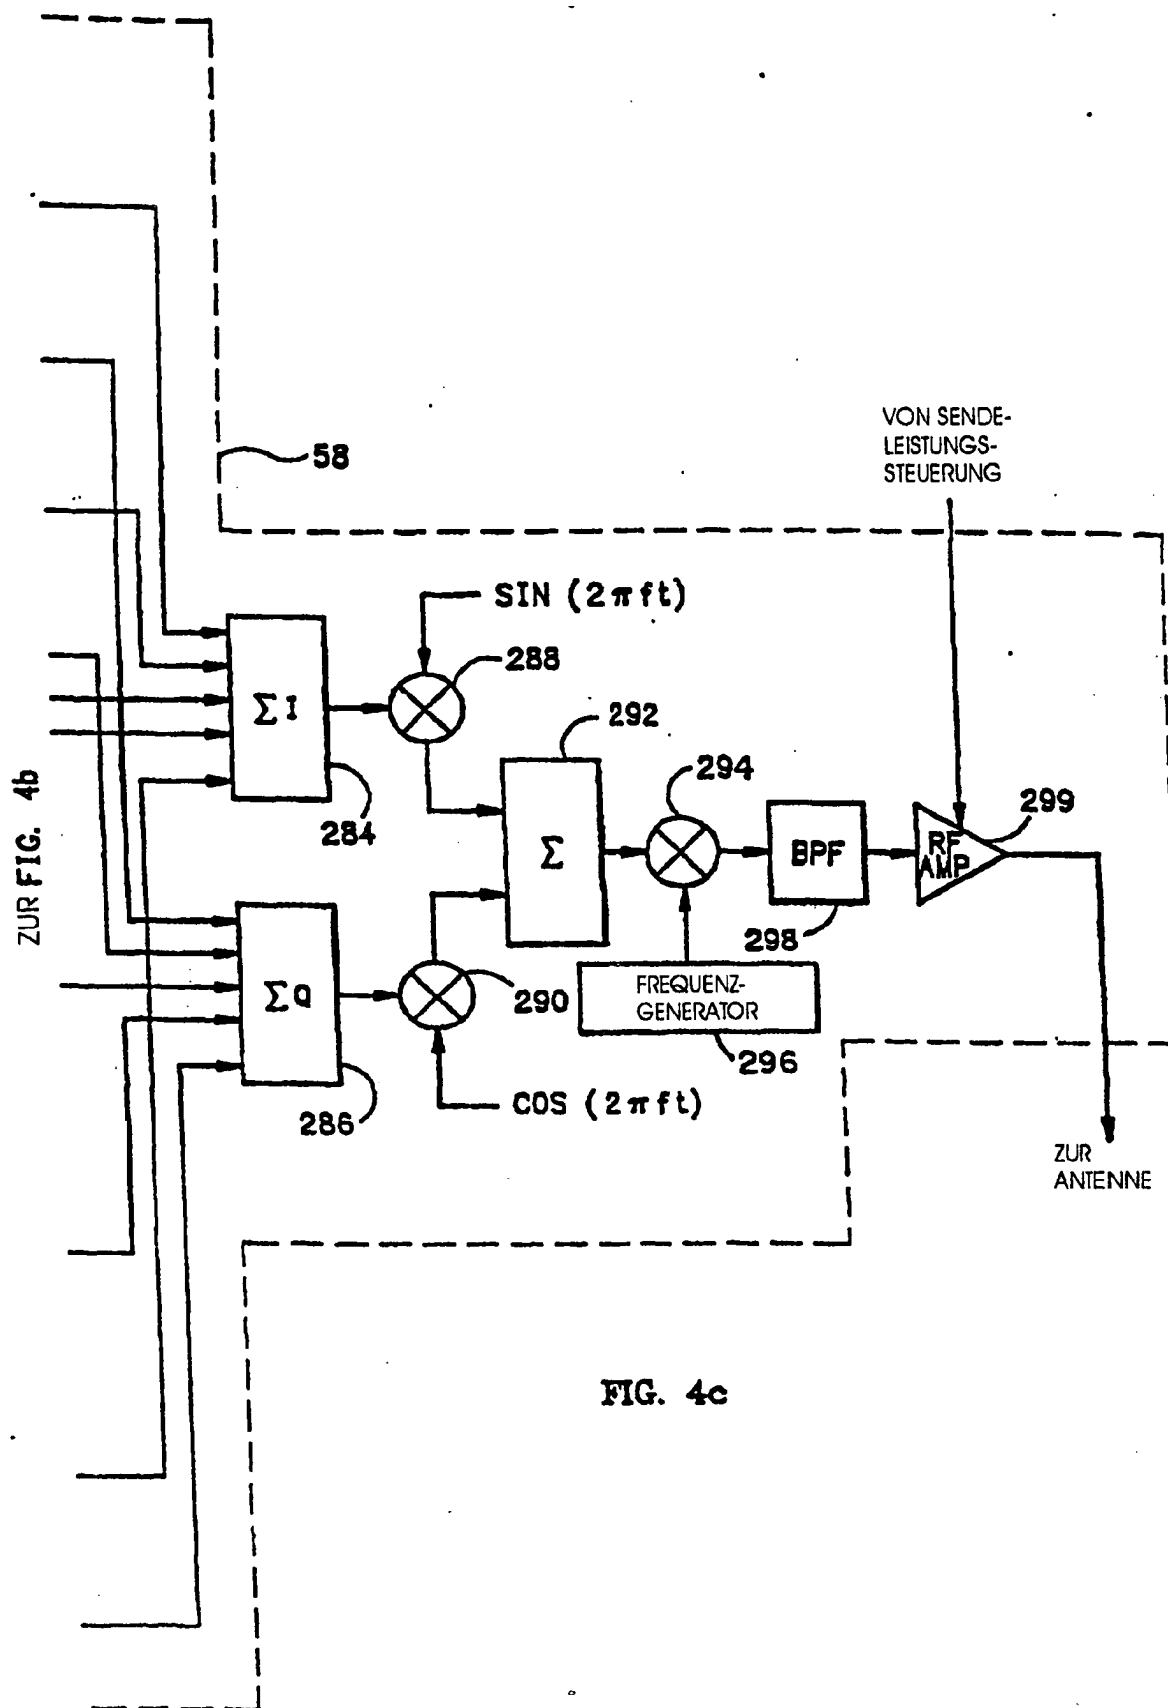 VON SENDE-
LEISTUNGS-
STEUERUNG
58
SIN (2πft)
288
292
ΣI
294
299
284
Σ
BPF
RF
AMP
ZUR FIG. 4b
298
ΣQ
290
FREQUENZ-
GENERATOR
296
286
COS (2πft)
ZUR
ANTENNE
FIG. 4c